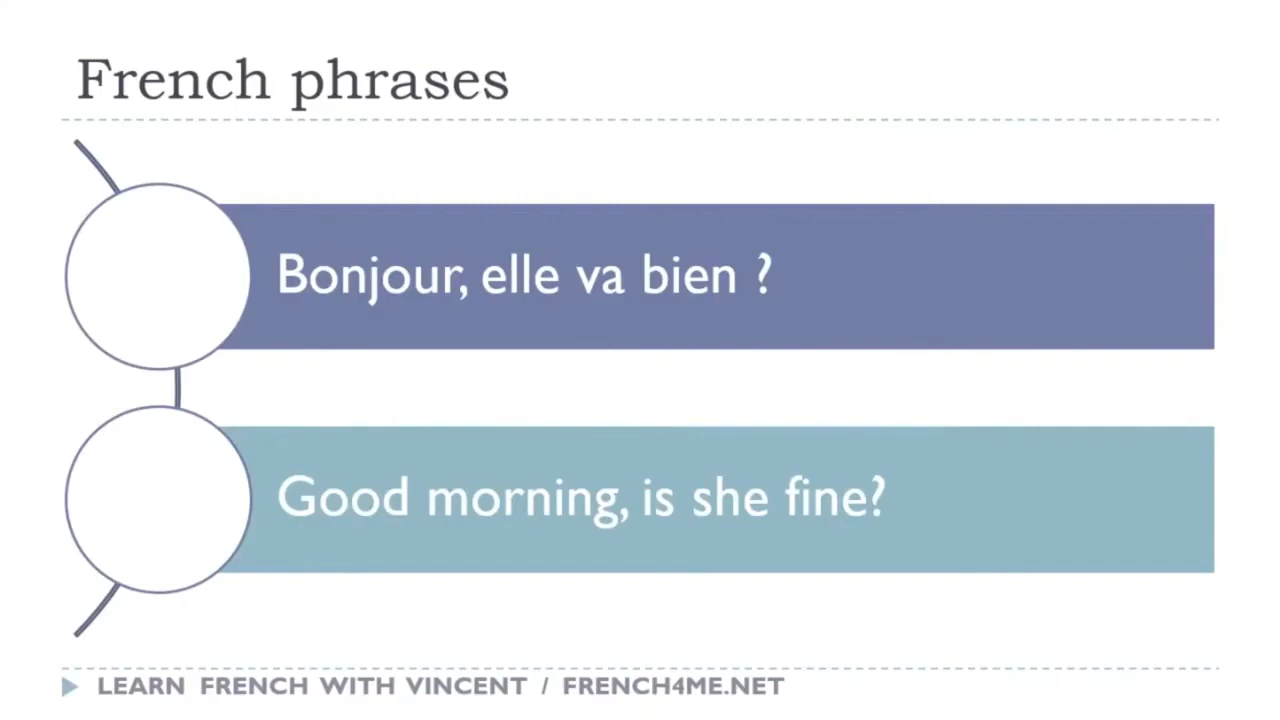 French phrases
Bonjour, elle va bien ?
Good morning, is she fine?
LEARN FRENCH WITH VINCENT / FRENCH4ME.NET